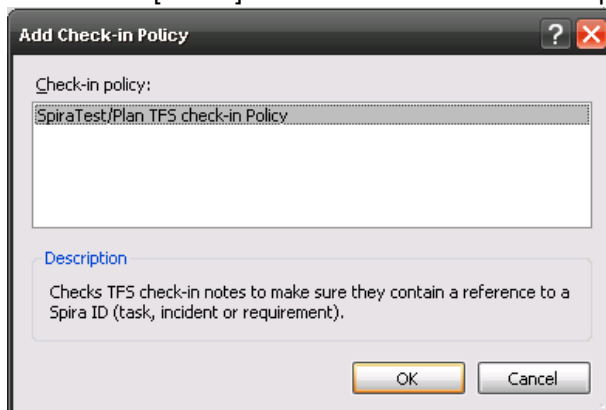 Add Check-in Policy
Check-in policy:
SpiraTest/Plan TFS check-in Policy
Description
Checks TFS check-in notes to make sure they contain a reference to a
Spira ID (task, incident or requirement).
OK Cancel